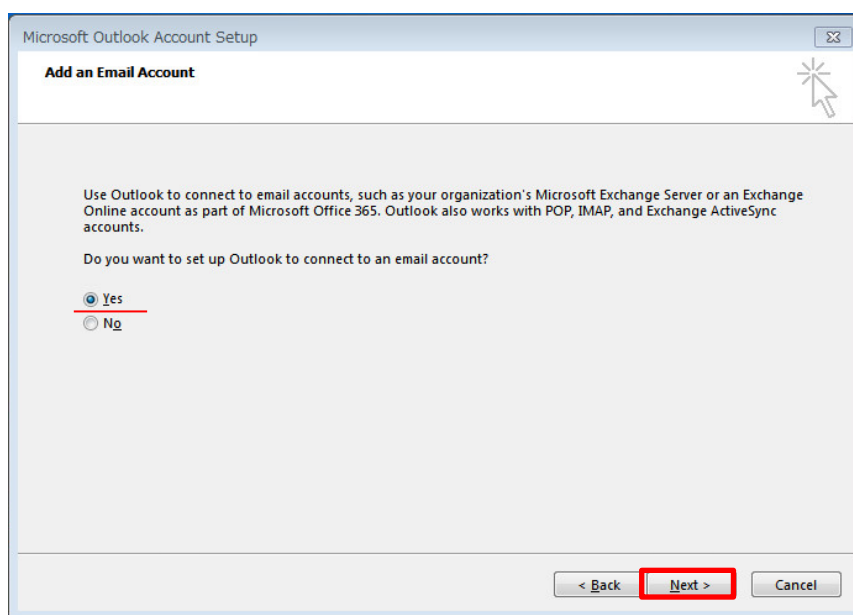 Microsoft Outlook Account Setup
Add an Email Account
Use Outlook to connect to email accounts, such as your organization's Microsoft Exchange Server or an Exchange
Online account as part of Microsoft Office 365. Outlook also works with POP, IMAP, and Exchange ActiveSync
accounts.
Do you want to set up Outlook to connect to an email account?
Yes
No
< Back Next > Cancel